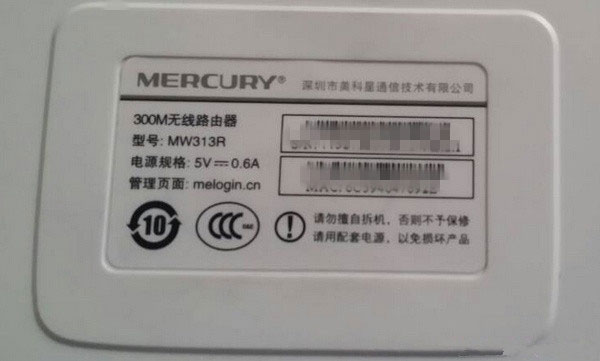 MERCURY® 深圳市美科星通信技术有限公司
300M无线路由器
型号: MW313R
电源规格: 5V⎓0.6A
管理页面: melogin.cn
10
CCC
S&E
请勿擅自拆机，否则不予保修
请用配套电源，以免损坏产品